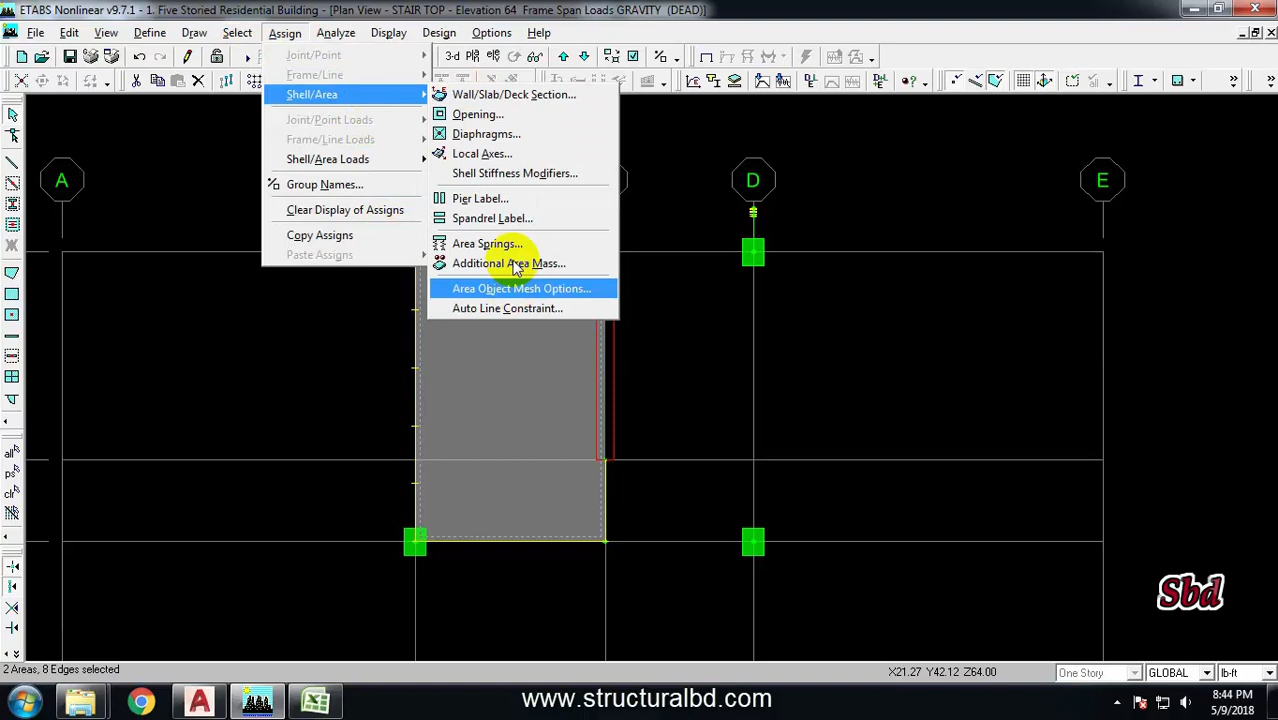 ETABS Nonlinear v9.7.1 - 1. Five Storied Residential Building - [Plan View - STAIR TOP - Elevation 64 Frame Span Loads GRAVITY (DEAD)]
File Edit View Define Draw Select Assign Analyze Display Design Options Help
3-d
Joint/Point
Frame/Line
Shell/Area
Joint/Point Loads
Frame/Line Loads
Shell/Area Loads
Group Names...
Clear Display of Assigns
Copy Assigns
Paste Assigns
Wall/Slab/Deck Section...
Opening...
Diaphragms...
Local Axes...
Shell Stiffness Modifiers...
Pier Label...
Spandrel Label...
Area Springs...
Additional Area Mass...
Area Object Mesh Options...
Auto Line Constraint...
A
D
E
all
ps
clr
Sbd
2 Areas, 8 Edges selected
X21.27 Y42.12 Z64.00
One Story
GLOBAL
lb-ft
www.structuralbd.com
8:44 PM
5/9/2018